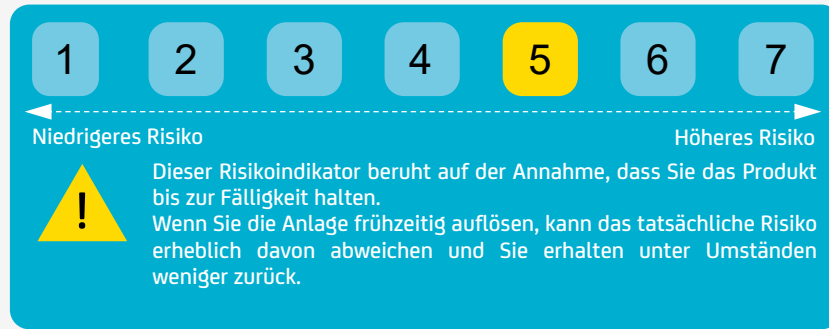 1 2 3 4 5 6 7
Niedrigeres Risiko Höheres Risiko
Dieser Risikoindikator beruht auf der Annahme, dass Sie das Produkt
bis zur Fälligkeit halten.
Wenn Sie die Anlage frühzeitig auflösen, kann das tatsächliche Risiko
erheblich davon abweichen und Sie erhalten unter Umständen
weniger zurück.
!